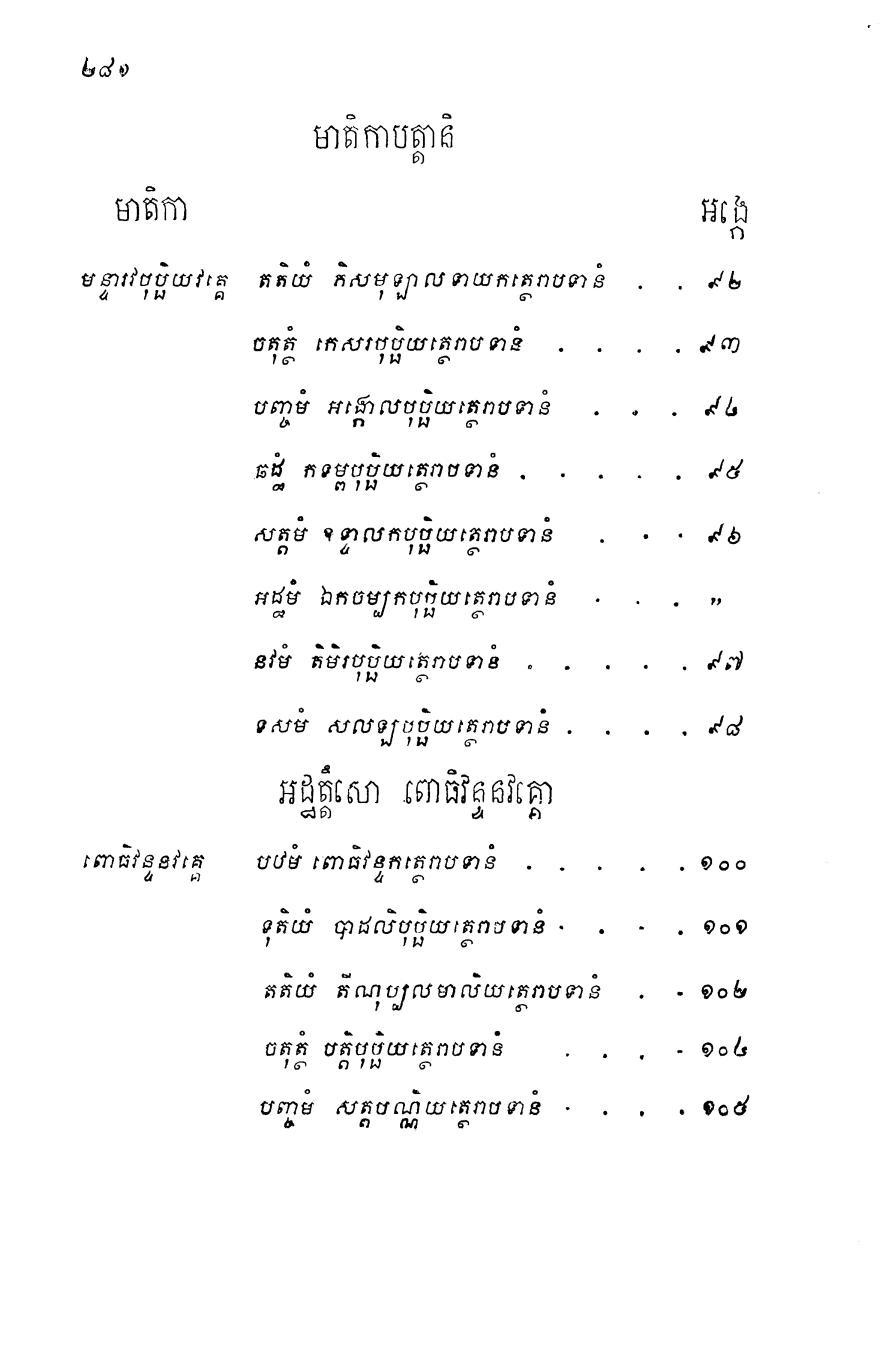 ២៨១
មាតិកាបត្តានិ
មាតិកា អង្កេ
មន្ទារវបុប្ផិយវគ្គេ តតិយំ ភិសមុឡាលទាយកត្ថេរាបទានំ . . ៩២
ចតុត្ថំ កេសរបុប្ផិយត្ថេរាបទានំ . . . . ៩៣
បញ្ចមំ អង្កោលបុប្ផិយត្ថេរាបទានំ . . . ៩៤
ឆដ្ឋំ កទម្ពបុប្ផិយត្ថេរាបទានំ . . . . . ៩៥
សត្តមំ ឧទ្ទាលកបុប្ផិយត្ថេរាបទានំ . . . ៩៦
អដ្ឋមំ ឯកចម្បកបុប្ផិយត្ថេរាបទានំ . . . ,,
នវមំ តិមិរបុប្ផិយត្ថេរាបទានំ . . . . . ៩៧
ទសមំ សលឡបុប្ផិយត្ថេរាបទានំ . . . . ៩៨
អដ្ឋត្តឹសោ ពោធិវន្ទនវគ្គោ
ពោធិវន្ទនវគ្គេ បឋមំ ពោធិវន្ទកត្ថេរាបទានំ . . . . . ១០០
ទុតិយំ បាដលិបុប្ផិយត្ថេរាបទានំ . . . . ១០១
តតិយំ តីណុប្បលមាលិយត្ថេរាបទានំ . . ១០២
ចតុត្ថំ បត្តិបុប្ផិយត្ថេរាបទានំ . . . . ១០៤
បញ្ចមំ សត្តបណ្ណិយត្ថេរាបទានំ . . . . ១០៥